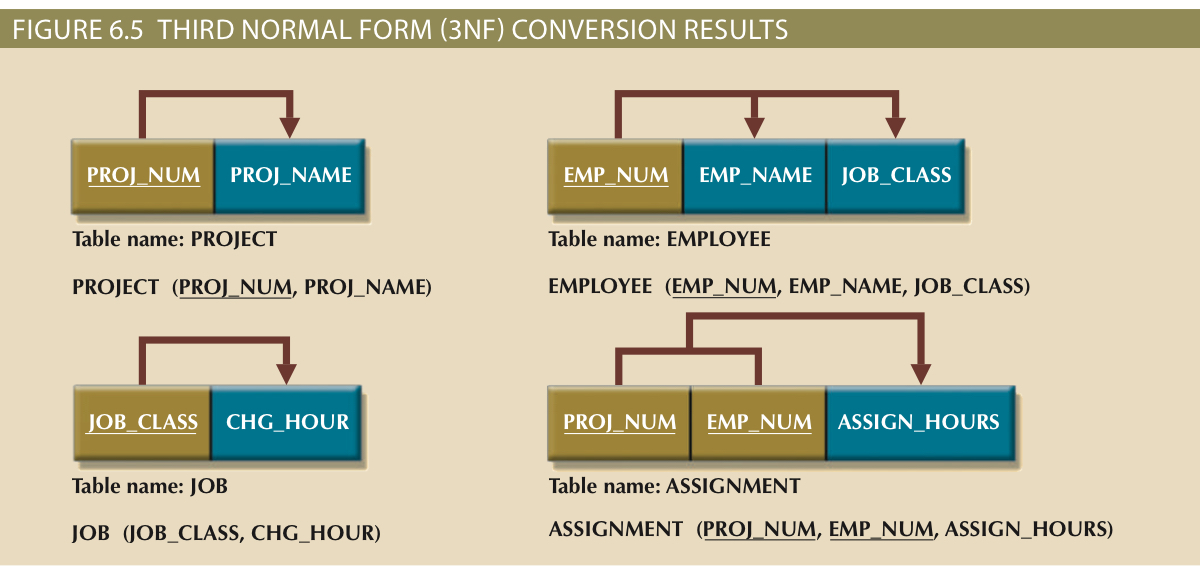 FIGURE 6.5 THIRD NORMAL FORM (3NF) CONVERSION RESULTS
PROJ_NUM PROJ_NAME
Table name: PROJECT
PROJECT (PROJ_NUM, PROJ_NAME)
EMP_NUM EMP_NAME JOB_CLASS
Table name: EMPLOYEE
EMPLOYEE (EMP_NUM, EMP_NAME, JOB_CLASS)
JOB_CLASS CHG_HOUR
Table name: JOB
JOB (JOB_CLASS, CHG_HOUR)
PROJ_NUM EMP_NUM ASSIGN_HOURS
Table name: ASSIGNMENT
ASSIGNMENT (PROJ_NUM, EMP_NUM, ASSIGN_HOURS)